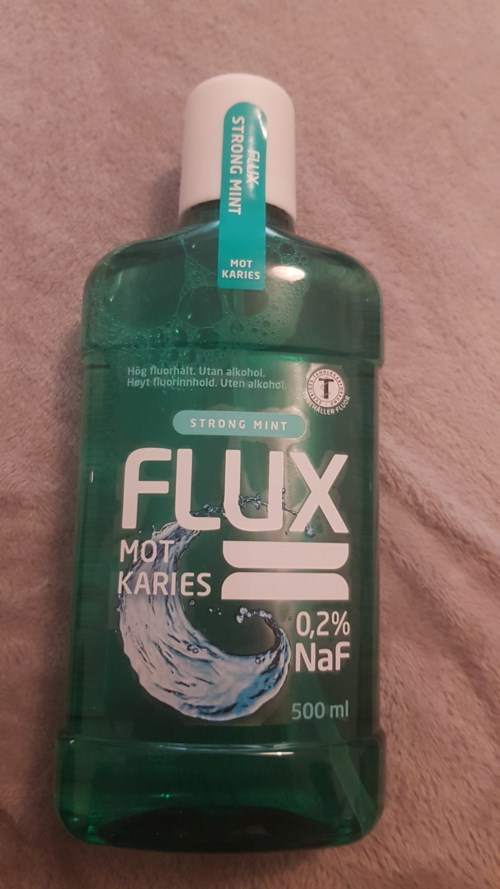 FLUX
STRONG MINT
MOT
KARIES
Hög fluorhalt. Utan alkohol.
Høyt fluorinnhold. Uten alkohol.
T
STRONG MINT
FLUX
MOT
KARIES
0,2%
NaF
500 ml